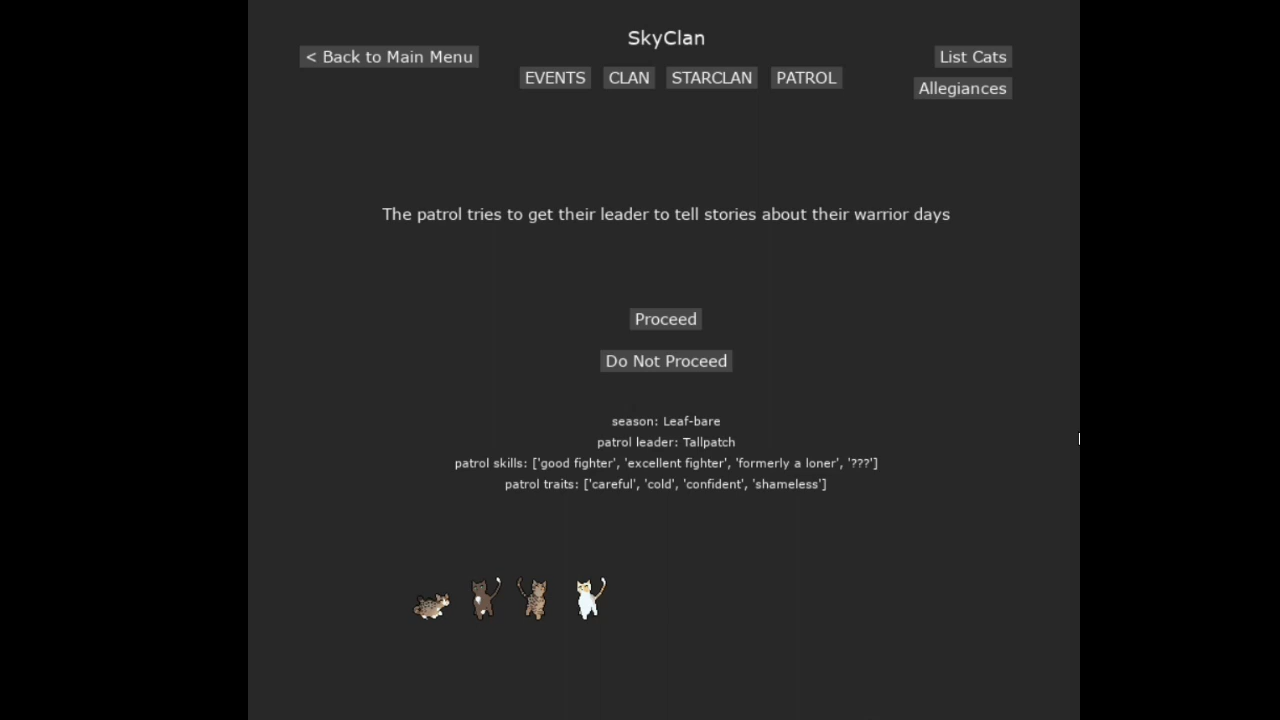 SkyClan
< Back to Main Menu
List Cats
EVENTS CLAN STARCLAN PATROL
Allegiances
The patrol tries to get their leader to tell stories about their warrior days
Proceed
Do Not Proceed
season: Leaf-bare
patrol leader: Tallpatch
patrol skills: ['good fighter', 'excellent fighter', 'formerly a loner', '???']
patrol traits: ['careful', 'cold', 'confident', 'shameless']